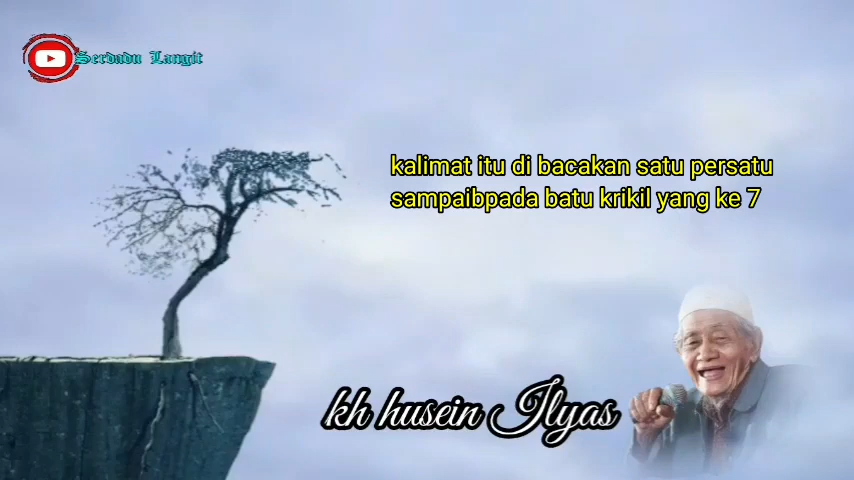 Serdadu Langit
kalimat itu di bacakan satu persatu
sampaibpada batu krikil yang ke 7
kh husein Ilyas